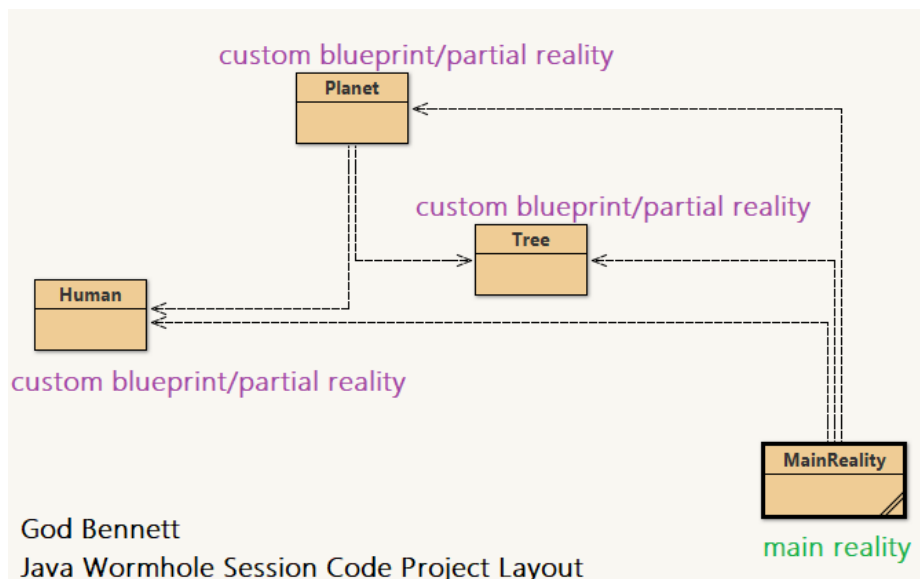 custom blueprint/partial reality
Planet
custom blueprint/partial reality
Tree
Human
custom blueprint/partial reality
MainReality
main reality
God Bennett
Java Wormhole Session Code Project Layout